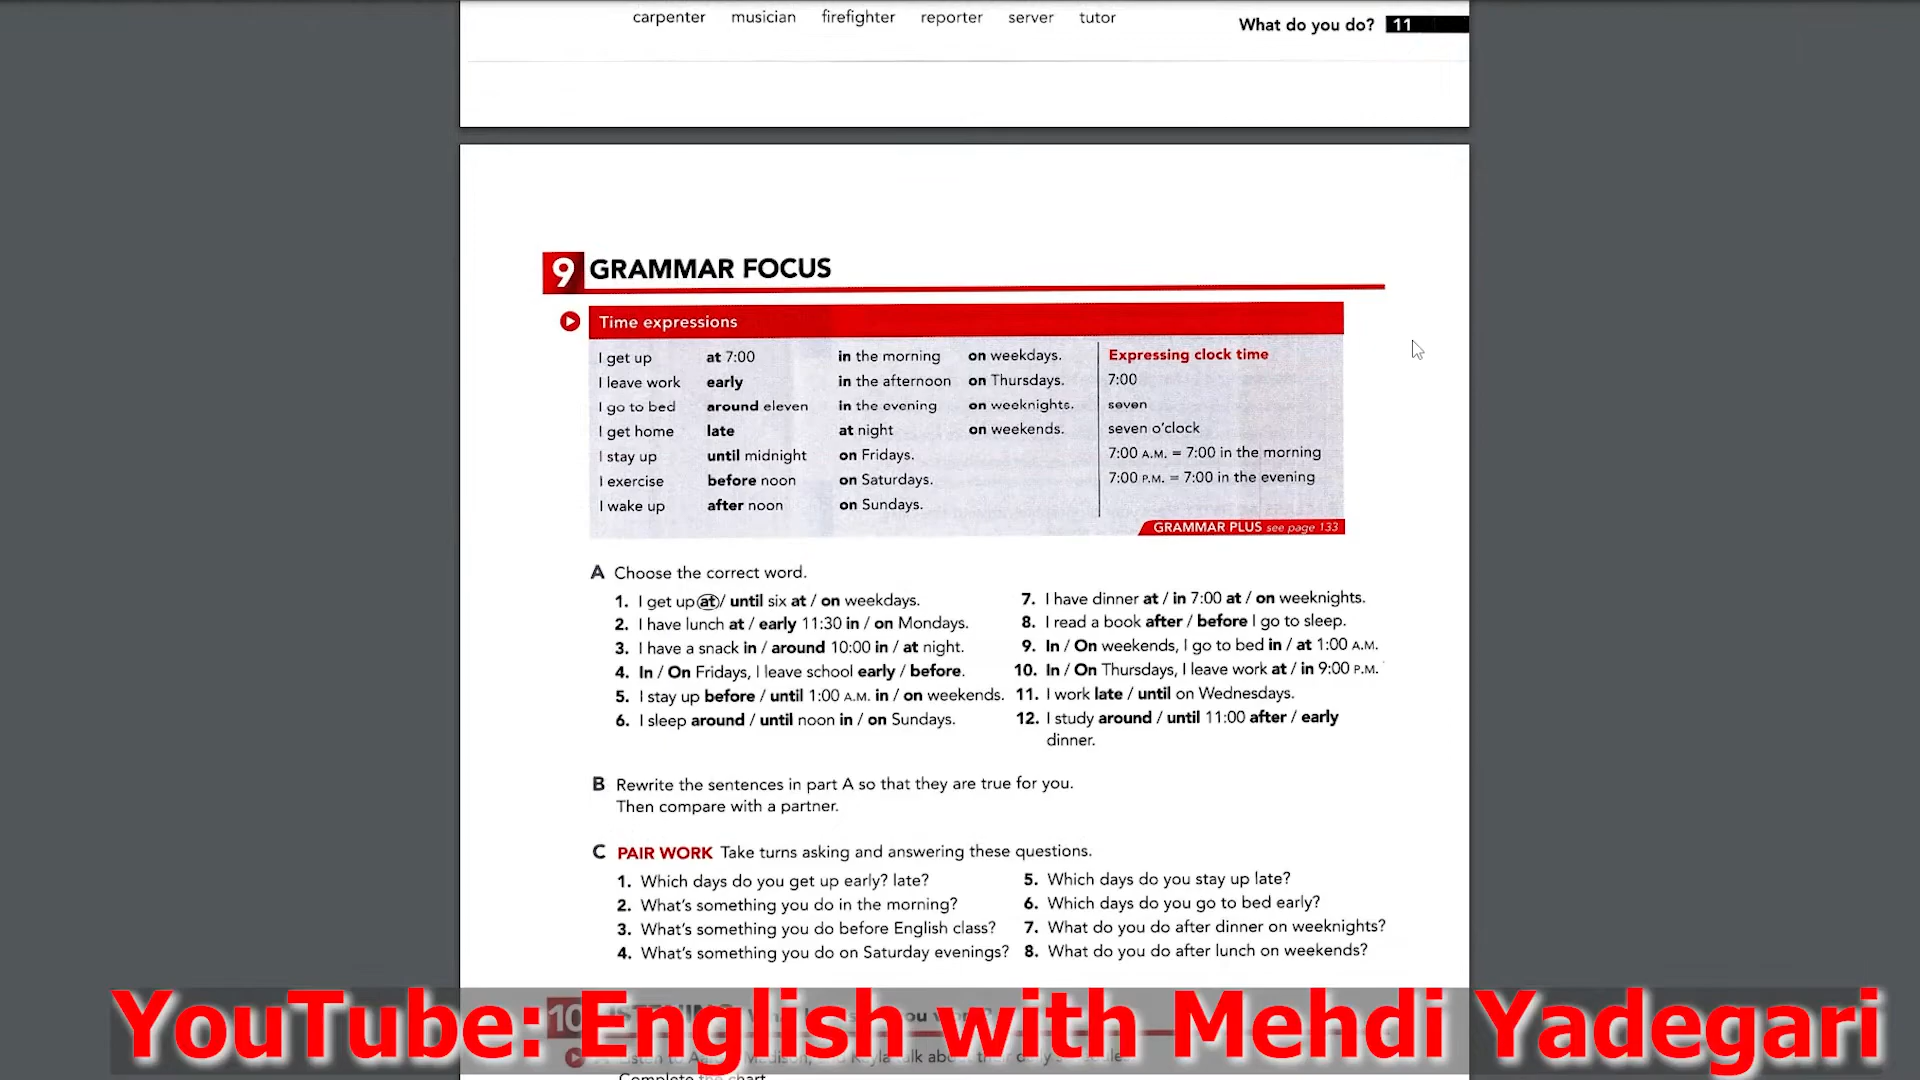 carpenter musician firefighter reporter server tutor
What do you do? 11
9 GRAMMAR FOCUS
Time expressions
I get up at 7:00 in the morning on weekdays.
I leave work early in the afternoon on Thursdays.
I go to bed around eleven in the evening on weeknights.
I get home late at night on weekends.
I stay up until midnight on Fridays.
I exercise before noon on Saturdays.
I wake up after noon on Sundays.
Expressing clock time
7:00
seven
seven o'clock
7:00 A.M. = 7:00 in the morning
7:00 P.M. = 7:00 in the evening
GRAMMAR PLUS see page 133
A Choose the correct word.
1. I get up at / until six at / on weekdays.
2. I have lunch at / early 11:30 in / on Mondays.
3. I have a snack in / around 10:00 in / at night.
4. In / On Fridays, I leave school early / before.
5. I stay up before / until 1:00 A.M. in / on weekends.
6. I sleep around / until noon in / on Sundays.
7. I have dinner at / in 7:00 at / on weeknights.
8. I read a book after / before I go to sleep.
9. In / On weekends, I go to bed in / at 1:00 A.M.
10. In / On Thursdays, I leave work at / in 9:00 P.M.
11. I work late / until on Wednesdays.
12. I study around / until 11:00 after / early
dinner.
B Rewrite the sentences in part A so that they are true for you.
Then compare with a partner.
C PAIR WORK Take turns asking and answering these questions.
1. Which days do you get up early? late?
2. What's something you do in the morning?
3. What's something you do before English class?
4. What's something you do on Saturday evenings?
5. Which days do you stay up late?
6. Which days do you go to bed early?
7. What do you do after dinner on weeknights?
8. What do you do after lunch on weekends?
YouTube: English with Mehdi Yadegari
10 LISTENING
Listen to Madison, and Kayla talk about their daily schedules.
Complete the chart.